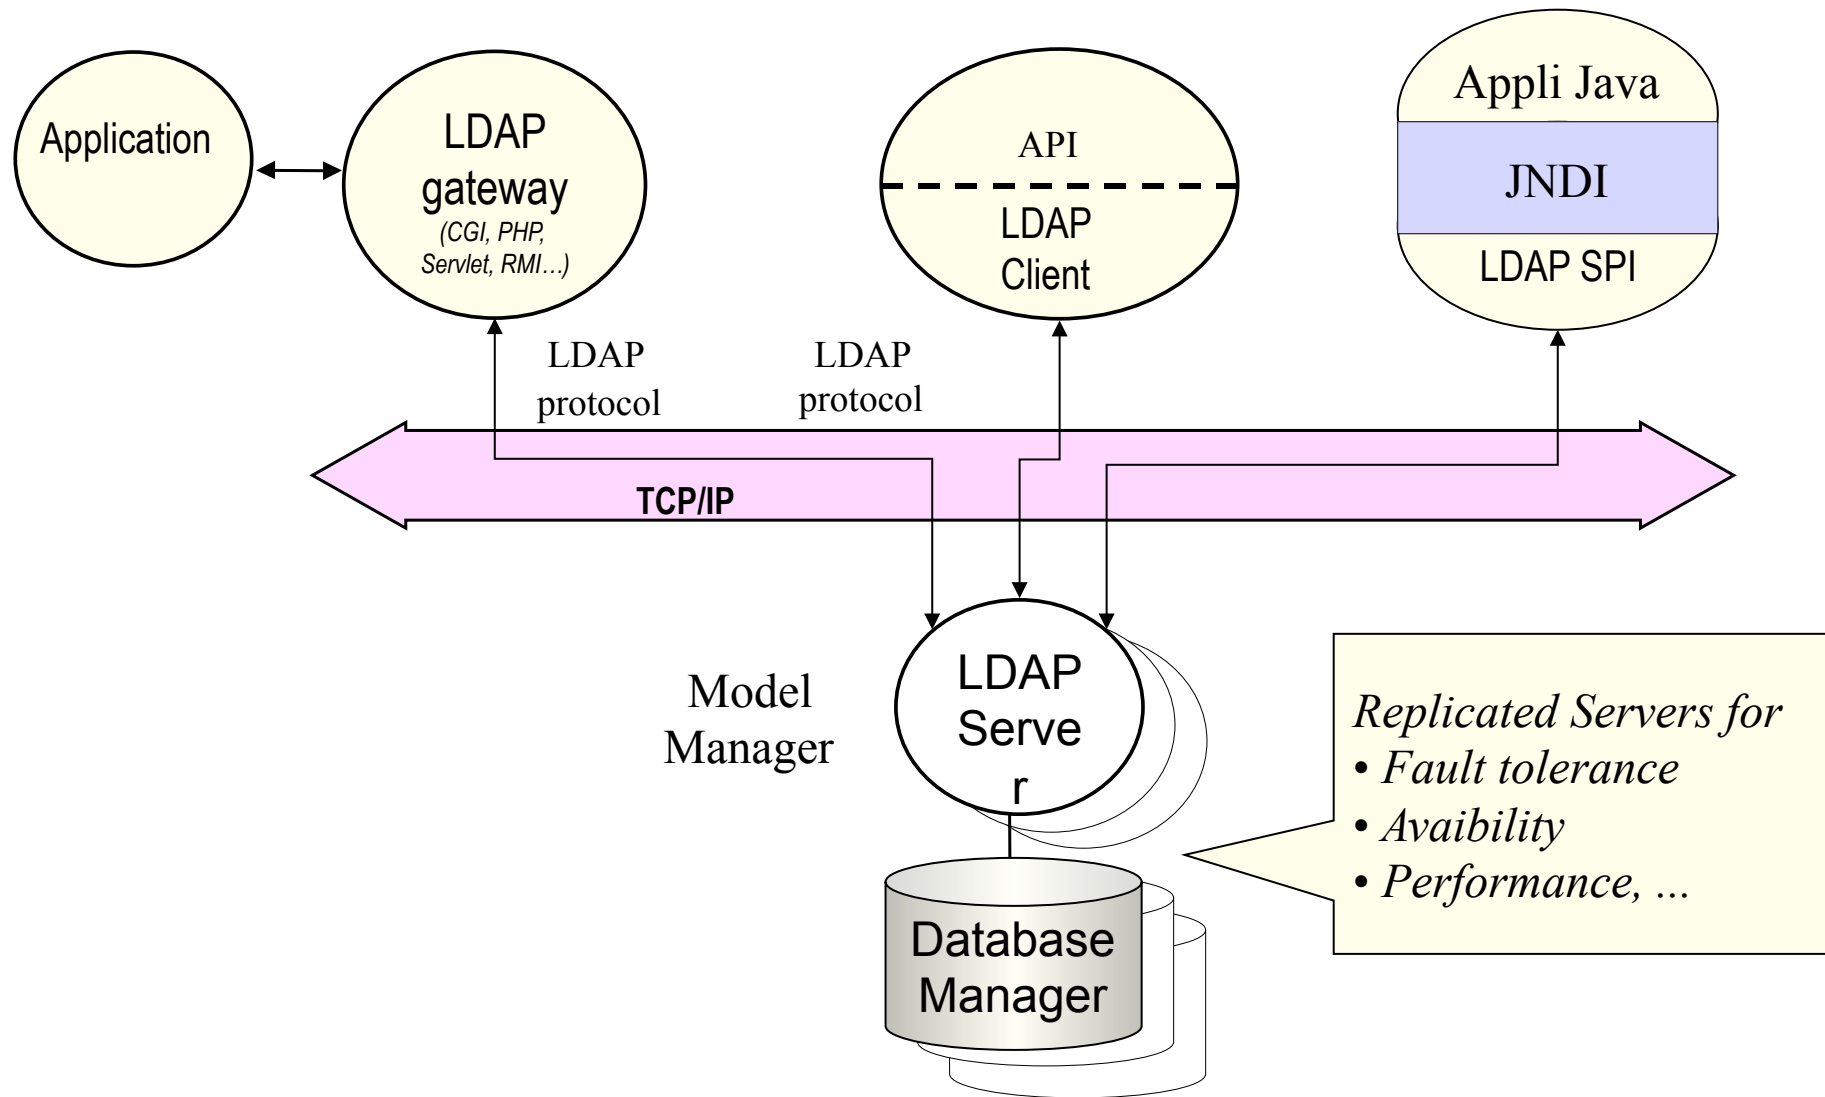 Application
LDAP
gateway
(CGI, PHP,
Servlet, RMI…)
API
LDAP
Client
Appli Java
JNDI
LDAP SPI
LDAP
protocol
LDAP
protocol
TCP/IP
Model
Manager
LDAP
Serve
r
Replicated Servers for
• Fault tolerance
• Avaibility
• Performance, ...
Database
Manager